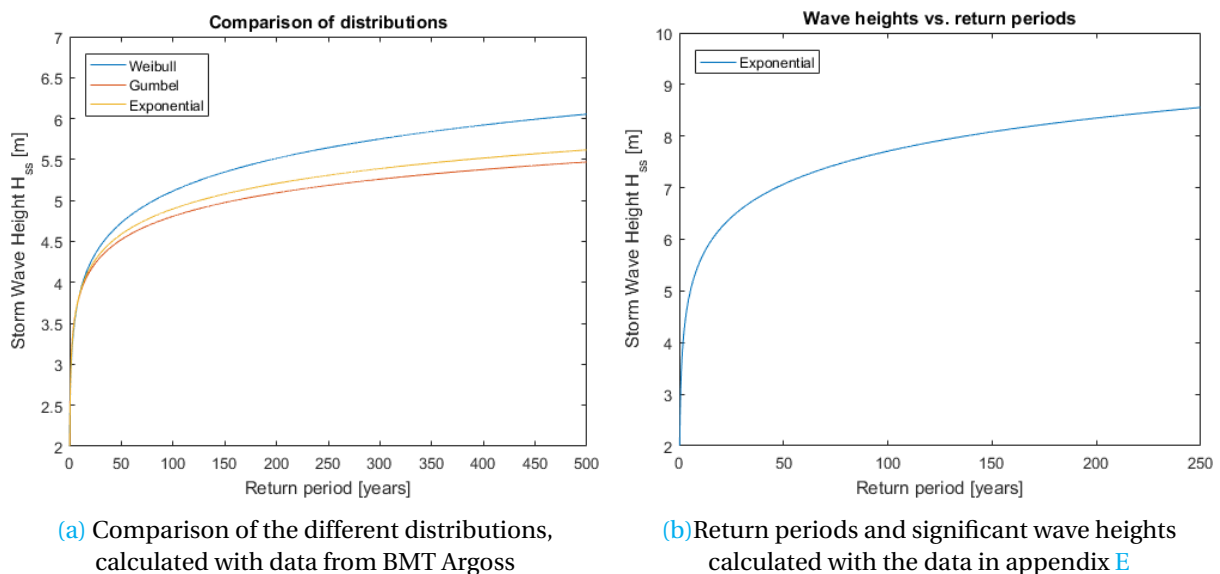 Comparison of distributions
7
6.5
6
5.5
5
4.5
4
3.5
3
2.5
2
Storm Wave Height H_ss [m]
Weibull
Gumbel
Exponential
0 50 100 150 200 250 300 350 400 450 500
Return period [years]
(a) Comparison of the different distributions,
calculated with data from BMT Argoss
Wave heights vs. return periods
10
9
8
7
6
5
4
3
2
Storm Wave Height H_ss [m]
Exponential
0 50 100 150 200 250
Return period [years]
(b)Return periods and significant wave heights
calculated with the data in appendix E